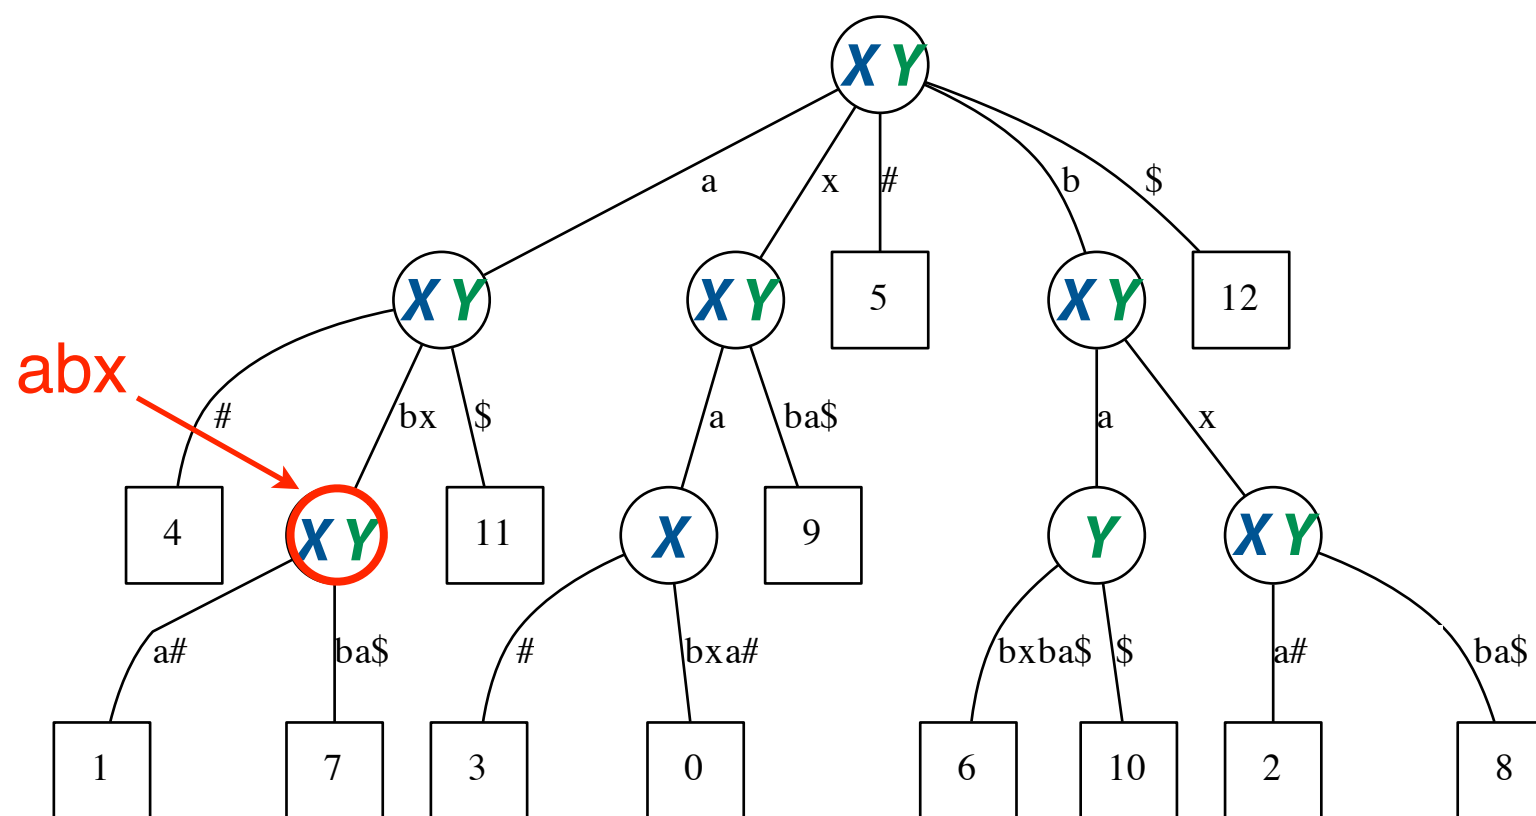 X Y
a x # b $
X Y X Y 5 X Y 12
abx
# bx $ a ba$ a x
4 X Y 11 X 9 Y X Y
a# ba$ # bxa# bxba$ $ a# ba$
1 7 3 0 6 10 2 8